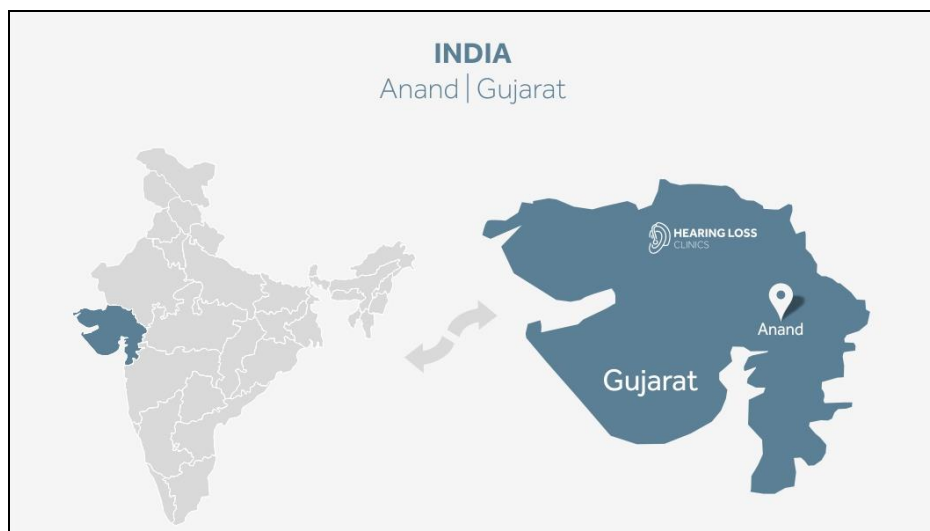 INDIA
Anand | Gujarat
HEARING LOSS
CLINICS
Anand
Gujarat